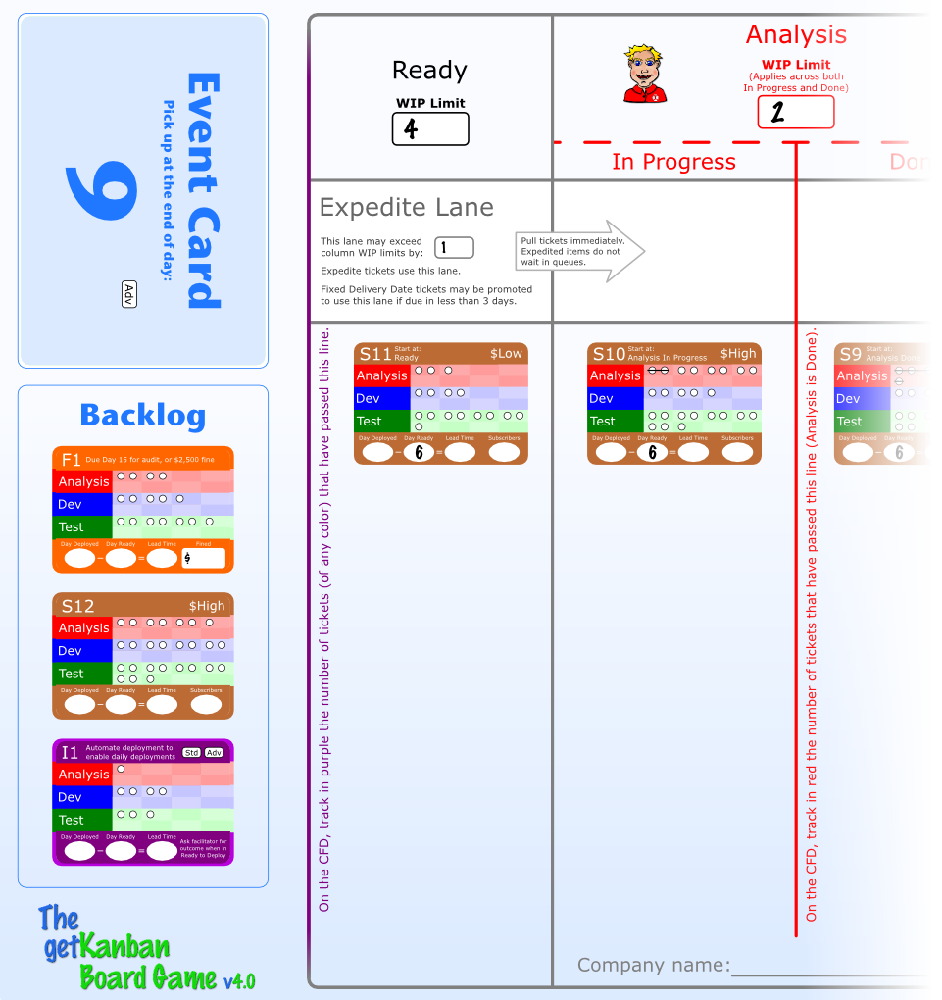 Event Card
Pick up at the end of day:
9
Adv
Backlog
F1 Due Day 15 for audit, or $2,500 fine
Analysis
Dev
Test
Day Deployed Day Ready Lead Time Fined
– = $
S12 $High
Analysis
Dev
Test
Day Deployed Day Ready Lead Time Subscribers
– =
I1 Automate deployment to
enable daily deployments Std Adv
Analysis
Dev
Test
Day Deployed Day Ready Lead Time
Ask facilitator for
outcome when in
Ready to Deploy
– =
The
getKanban
Board Game v4.0
Ready
WIP Limit
4
Analysis
WIP Limit
(Applies across both
In Progress and Done)
2
In Progress
Don
Expedite Lane
This lane may exceed
column WIP limits by: 1
Expedite tickets use this lane.
Fixed Delivery Date tickets may be promoted
to use this lane if due in less than 3 days.
Pull tickets immediately.
Expedited items do not
wait in queues.
On the CFD, track in purple the number of tickets (of any color) that have passed this line.
S11 Start at:
Ready $Low
Analysis
Dev
Test
Day Deployed Day Ready Lead Time Subscribers
– 6 =
S10 Start at:
Analysis In Progress $High
Analysis
Dev
Test
Day Deployed Day Ready Lead Time Subscribers
– 6 =
On the CFD, track in red the number of tickets that have passed this line (Analysis is Done).
S9 Start at:
Analysis Done
Analysis
Dev
Test
Day Deployed Day Ready
– 6
Company name: